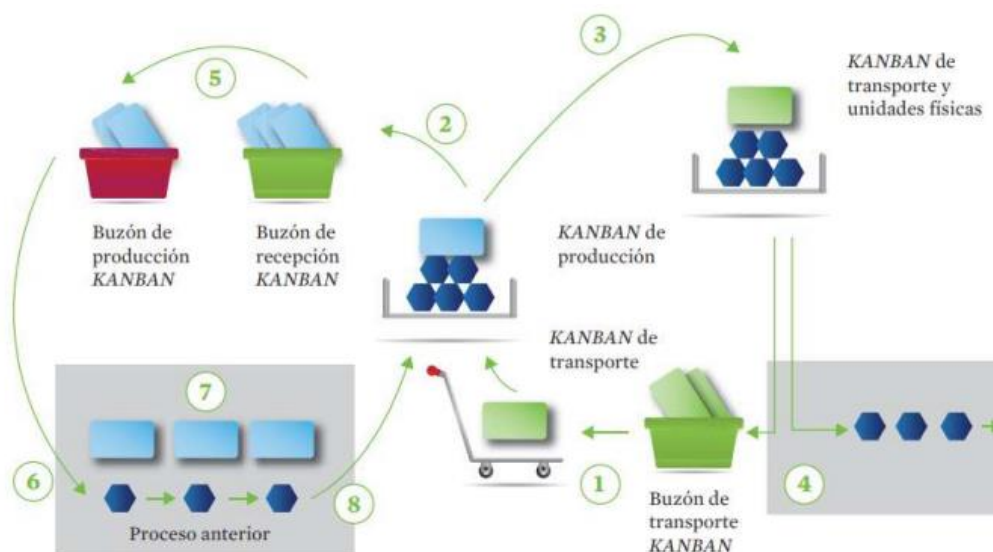 3
KANBAN de
transporte y
unidades físicas
5
2
Buzón de
producción
KANBAN
Buzón de
recepción
KANBAN
KANBAN de
producción
KANBAN de
transporte
7
6
8
1
4
Proceso anterior
Buzón de
transporte
KANBAN